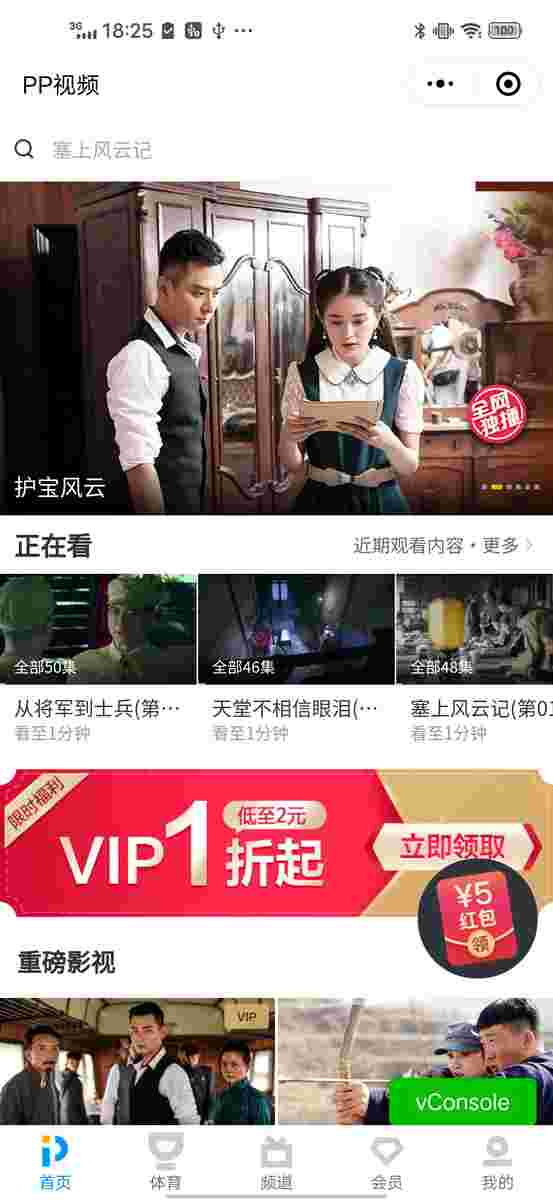 3G 18:25 100
PP视频
塞上风云记
全网
独播
护宝风云
正在看
近期观看内容·更多
全部50集
全部46集
全部48集
从将军到士兵(第…
天堂不相信眼泪(…
塞上风云记(第01
看至1分钟
看至1分钟
看至1分钟
限时福利
VIP1折起
低至2元
立即领取
¥5
红包
领
重磅影视
VIP
vConsole
首页
体育
频道
会员
我的